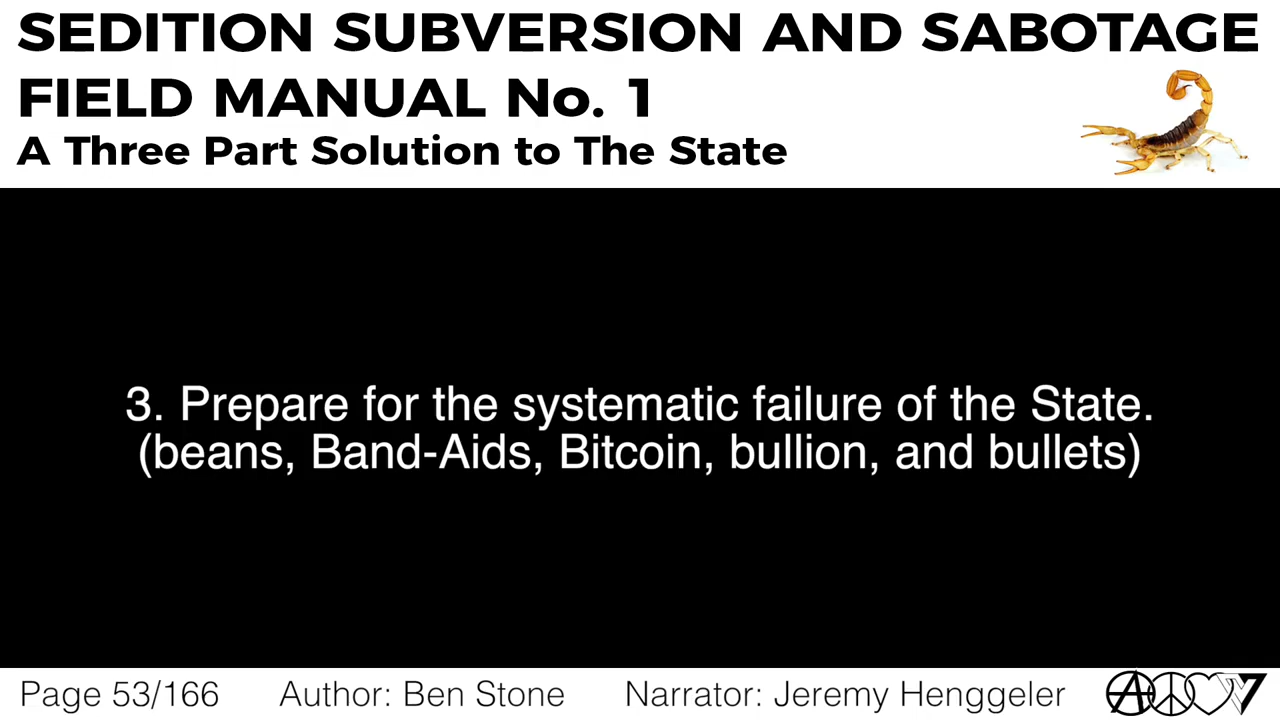 SEDITION SUBVERSION AND SABOTAGE
FIELD MANUAL No. 1
A Three Part Solution to The State
3. Prepare for the systematic failure of the State.
(beans, Band-Aids, Bitcoin, bullion, and bullets)
Page 53/166 Author: Ben Stone Narrator: Jeremy Henggeler